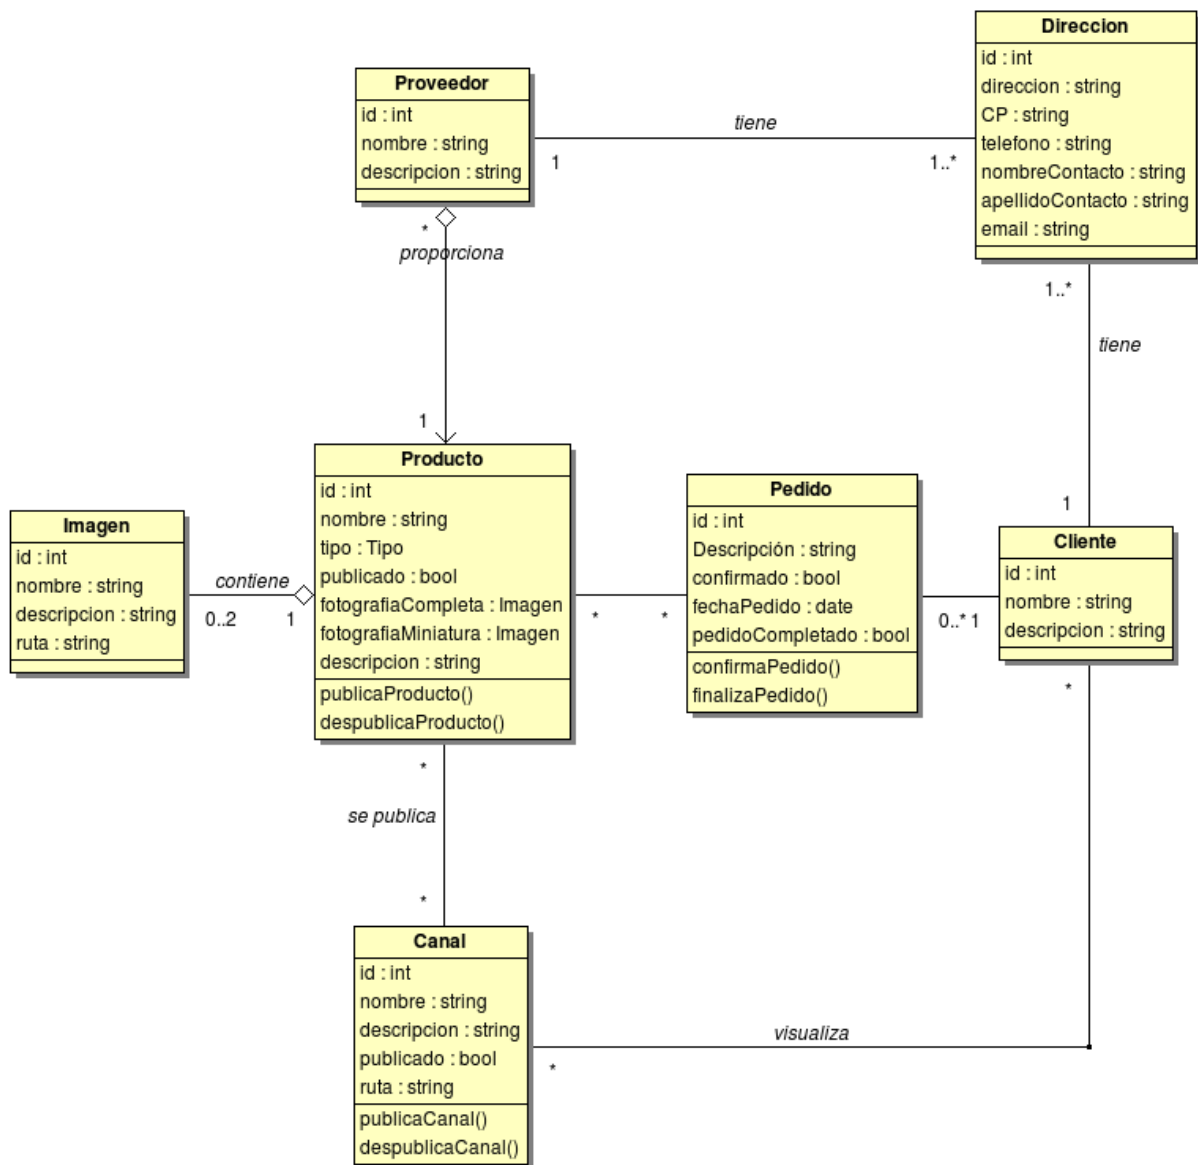 Direccion
id : int
direccion : string
CP : string
telefono : string
nombreContacto : string
apellidoContacto : string
email : string
Proveedor
id : int
nombre : string
descripcion : string
tiene
1
1..*
*
proporciona
1
1..*
tiene
1
Producto
id : int
nombre : string
tipo : Tipo
publicado : bool
fotografiaCompleta : Imagen
fotografiaMiniatura : Imagen
descripcion : string
publicaProducto()
despublicaProducto()
Pedido
id : int
Descripción : string
confirmado : bool
fechaPedido : date
pedidoCompletado : bool
confirmaPedido()
finalizaPedido()
Imagen
id : int
nombre : string
descripcion : string
ruta : string
contiene
0..2
1
*
*
0..*
1
Cliente
id : int
nombre : string
descripcion : string
*
*
se publica
*
Canal
id : int
nombre : string
descripcion : string
publicado : bool
ruta : string
publicaCanal()
despublicaCanal()
visualiza
*